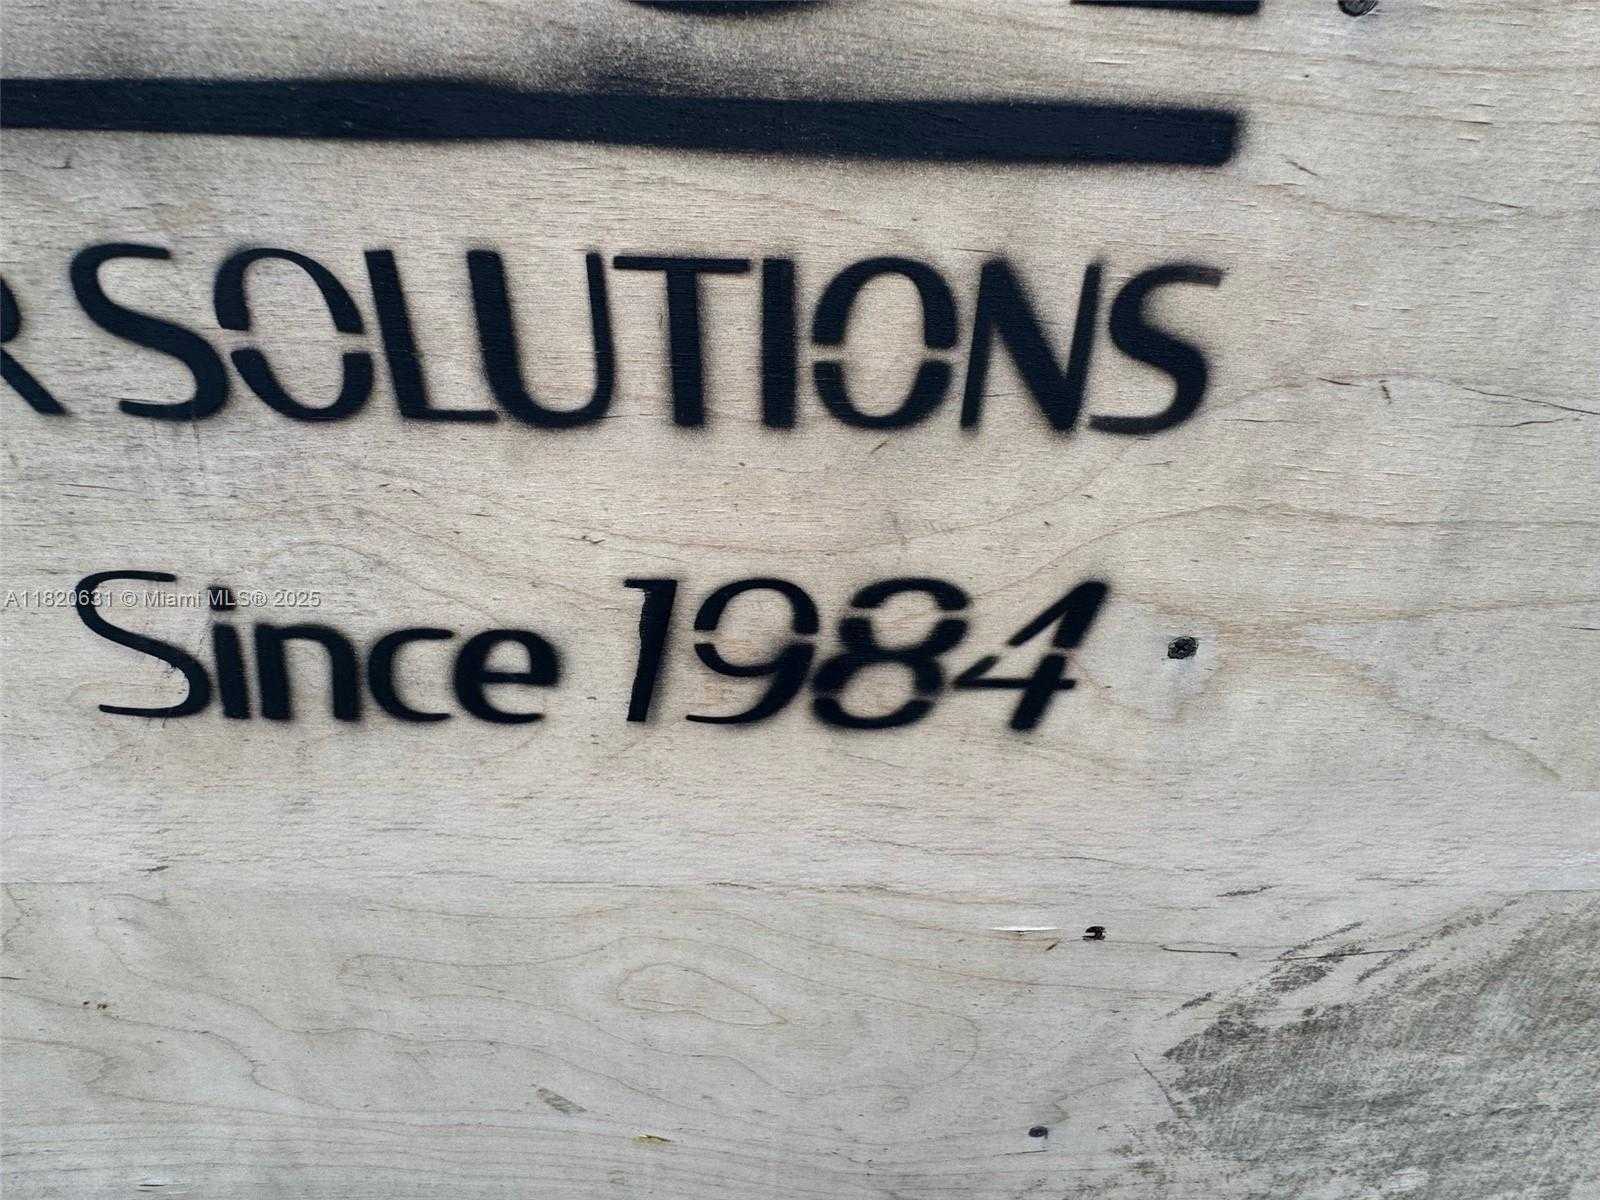 R SOLUTIONS
Since 1984
A11820631 © Miami MLS® 2025